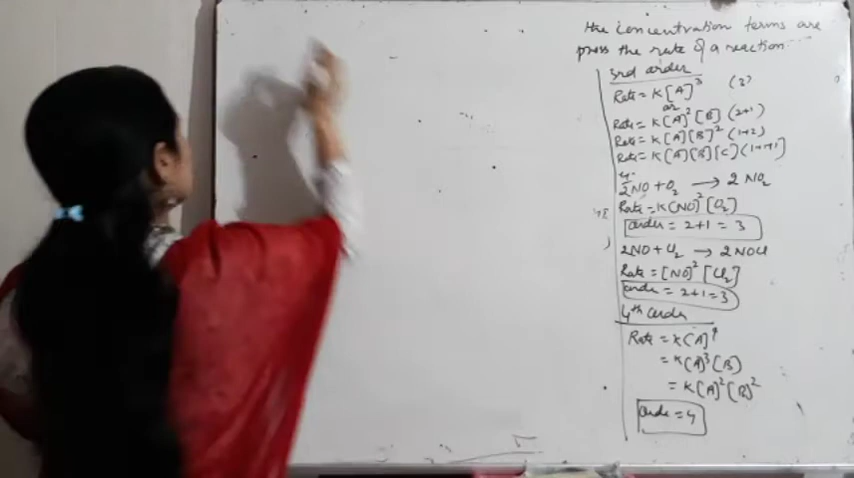 the concentration terms are
press the rate of a reaction
3rd order
Rate = K[A]³ (3)
or
Rate = K[A]²[B] (2+1)
Rate = K[A][B]² (1+2)
Rate = K[A][B][C] (1+1+1)
2NO + O₂ → 2NO₂
Rate = K[NO]²[O₂]
Order = 2+1 = 3
2NO + Cl₂ → 2NOCl
Rate = [NO]²[Cl₂]
order = 2+1 = 3
4th order
Rate = K[A]⁴
= K[A]³[B]
= K[A]²[B]²
Order = 4